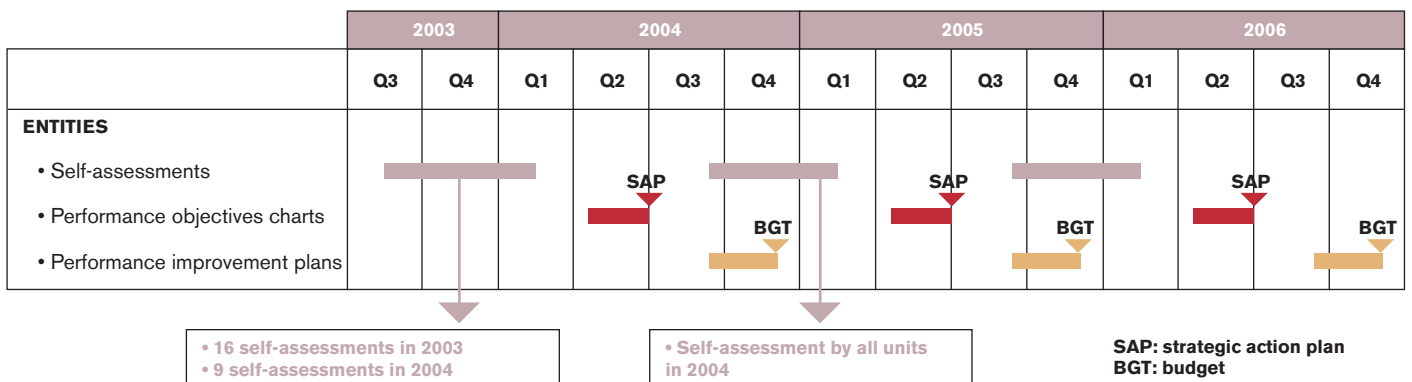 2003 2004 2005 2006
Q3 Q4 Q1 Q2 Q3 Q4 Q1 Q2 Q3 Q4 Q1 Q2 Q3 Q4
ENTITIES
• Self-assessments
SAP SAP SAP
• Performance objectives charts
BGT BGT BGT
• Performance improvement plans
• 16 self-assessments in 2003
• 9 self-assessments in 2004
• Self-assessment by all units
in 2004
SAP: strategic action plan
BGT: budget